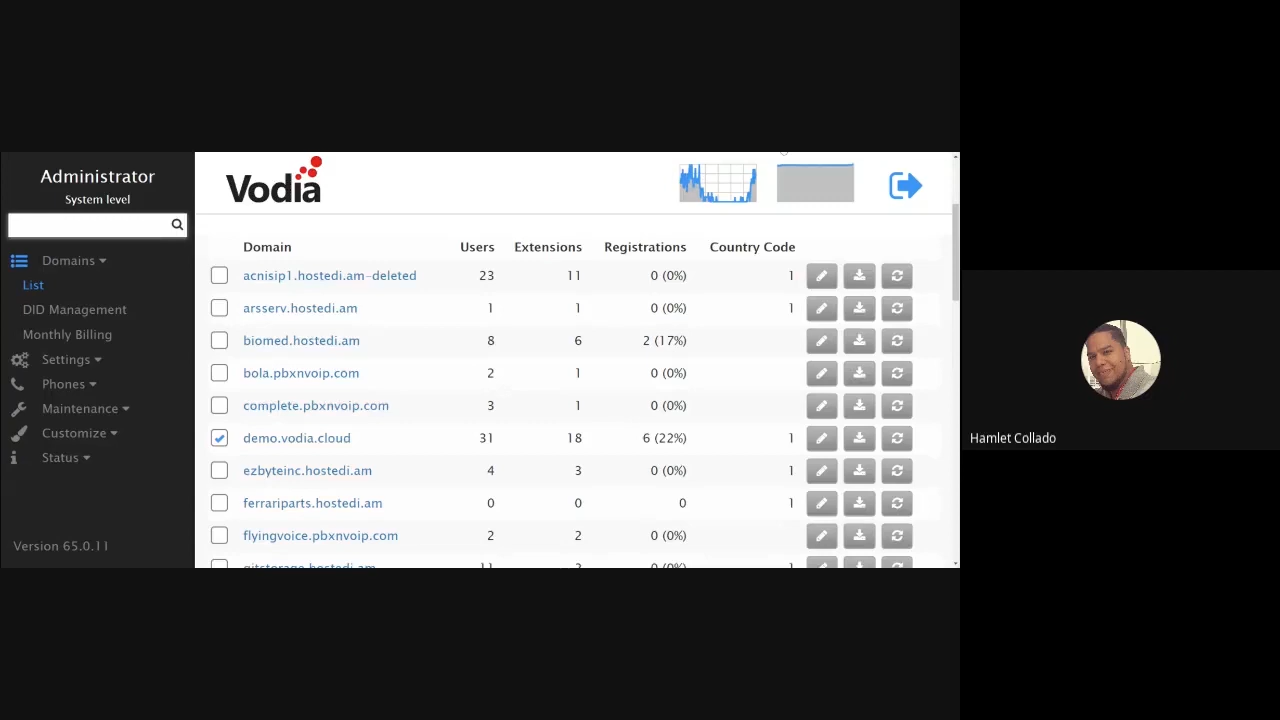 Administrator
System level
Domains
List
DID Management
Monthly Billing
Settings
Phones
Maintenance
Customize
Status
Version 65.0.11
Vodia
Domain Users Extensions Registrations Country Code
acnisip1.hostedi.am-deleted 23 11 0 (0%) 1
arsserv.hostedi.am 1 1 0 (0%) 1
biomed.hostedi.am 8 6 2 (17%)
bola.pbxnvoip.com 2 1 0 (0%)
complete.pbxnvoip.com 3 1 0 (0%)
demo.vodia.cloud 31 18 6 (22%) 1
ezbyteinc.hostedi.am 4 3 0 (0%) 1
ferrariparts.hostedi.am 0 0 0 1
flyingvoice.pbxnvoip.com 2 2 0 (0%)
Hamlet Collado